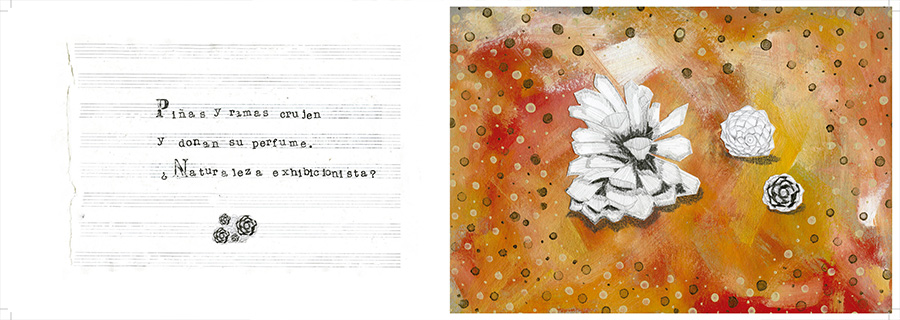 Piñas y ramas crujen
y donan su perfume.
¿Naturaleza exhibicionista?